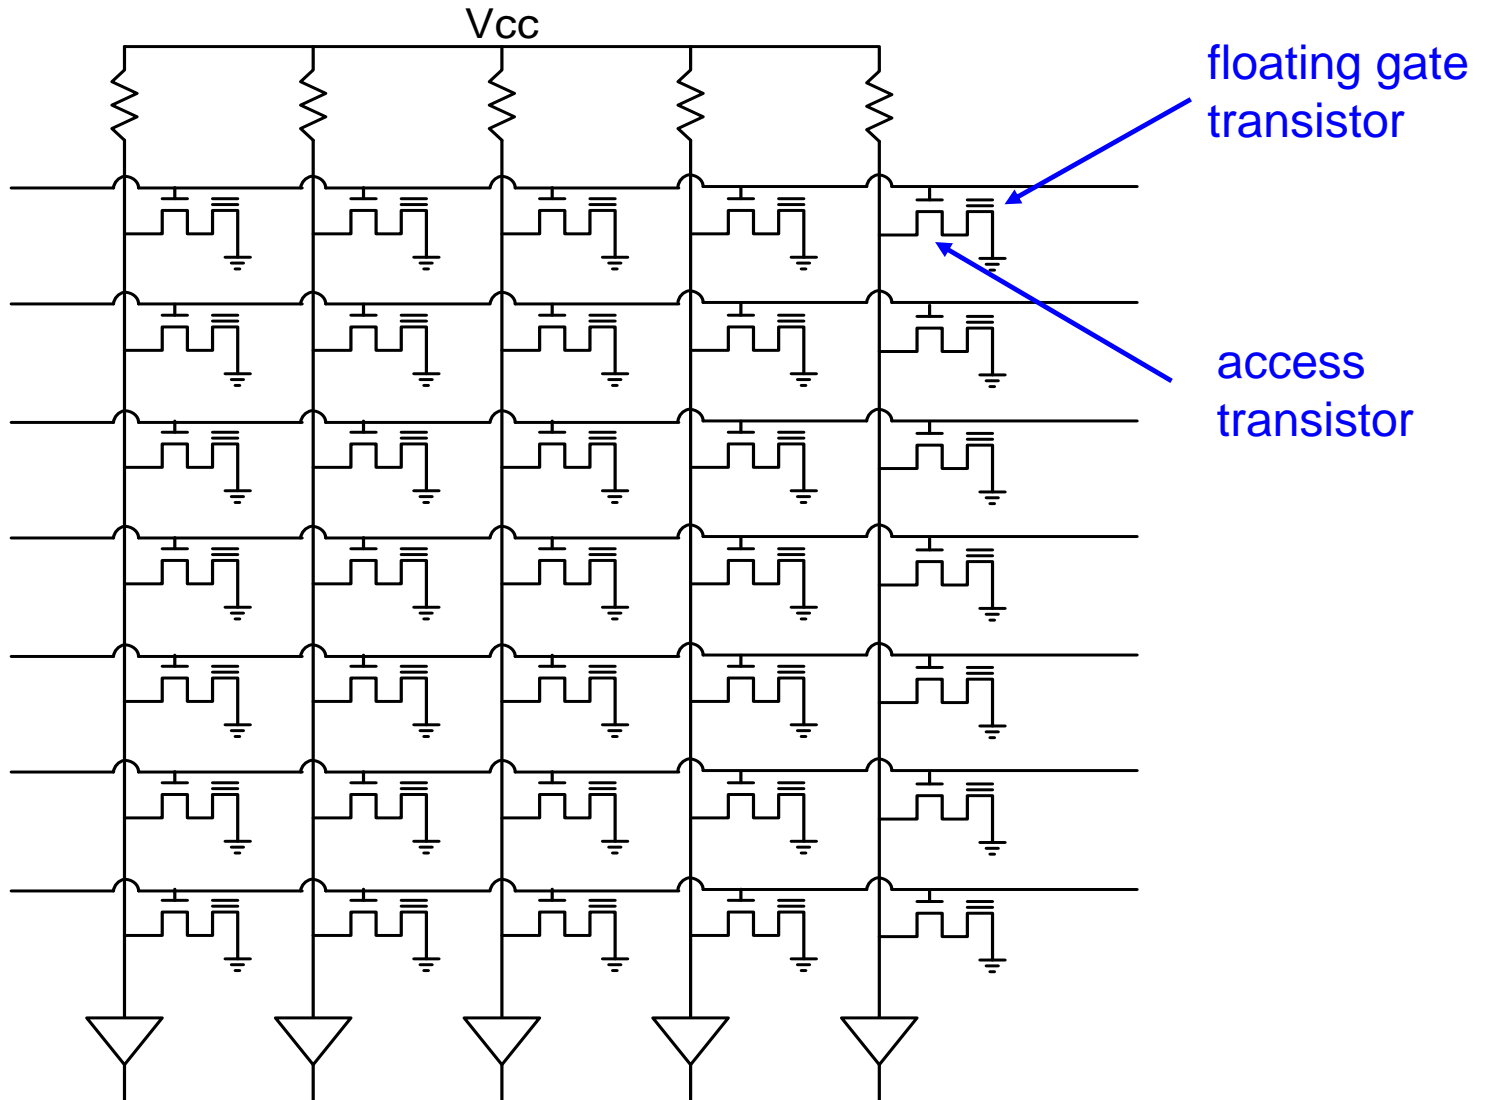 Vcc
floating gate
transistor
access
transistor